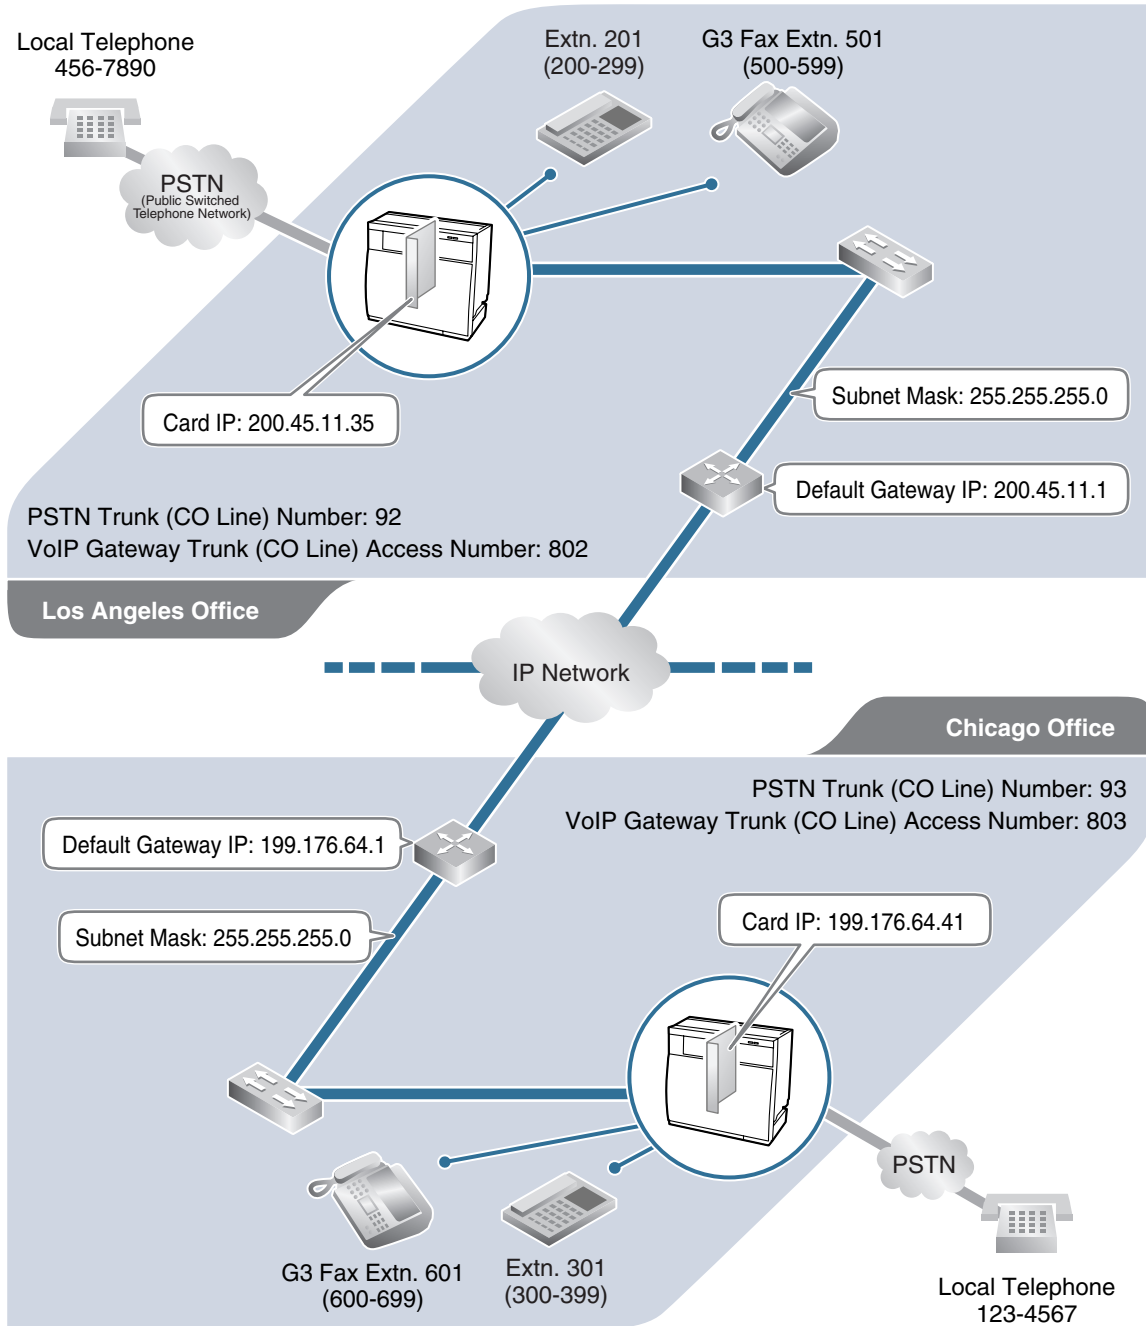 Local Telephone
456-7890
Extn. 201
(200-299)
G3 Fax Extn. 501
(500-599)
PSTN
(Public Switched
Telephone Network)
Card IP: 200.45.11.35
Subnet Mask: 255.255.255.0
Default Gateway IP: 200.45.11.1
PSTN Trunk (CO Line) Number: 92
VoIP Gateway Trunk (CO Line) Access Number: 802
Los Angeles Office
IP Network
Chicago Office
PSTN Trunk (CO Line) Number: 93
VoIP Gateway Trunk (CO Line) Access Number: 803
Default Gateway IP: 199.176.64.1
Card IP: 199.176.64.41
Subnet Mask: 255.255.255.0
PSTN
G3 Fax Extn. 601
(600-699)
Extn. 301
(300-399)
Local Telephone
123-4567